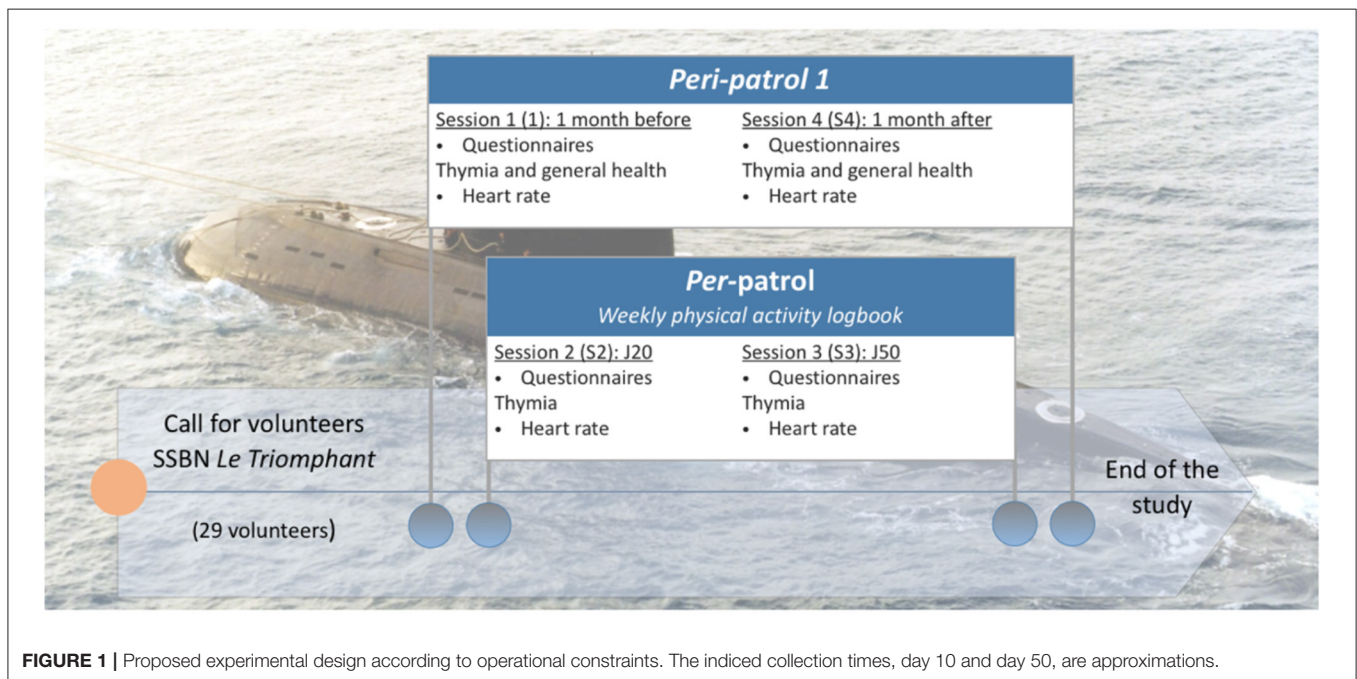 Peri-patrol 1
Session 1 (1): 1 month before
• Questionnaires
Thymia and general health
• Heart rate
Session 4 (S4): 1 month after
• Questionnaires
Thymia and general health
• Heart rate
Per-patrol
Weekly physical activity logbook
Session 2 (S2): J20
• Questionnaires
Thymia
• Heart rate
Session 3 (S3): J50
• Questionnaires
Thymia
• Heart rate
Call for volunteers
SSBN Le Triomphant
(29 volunteers)
End of the
study
FIGURE 1 | Proposed experimental design according to operational constraints. The indiced collection times, day 10 and day 50, are approximations.